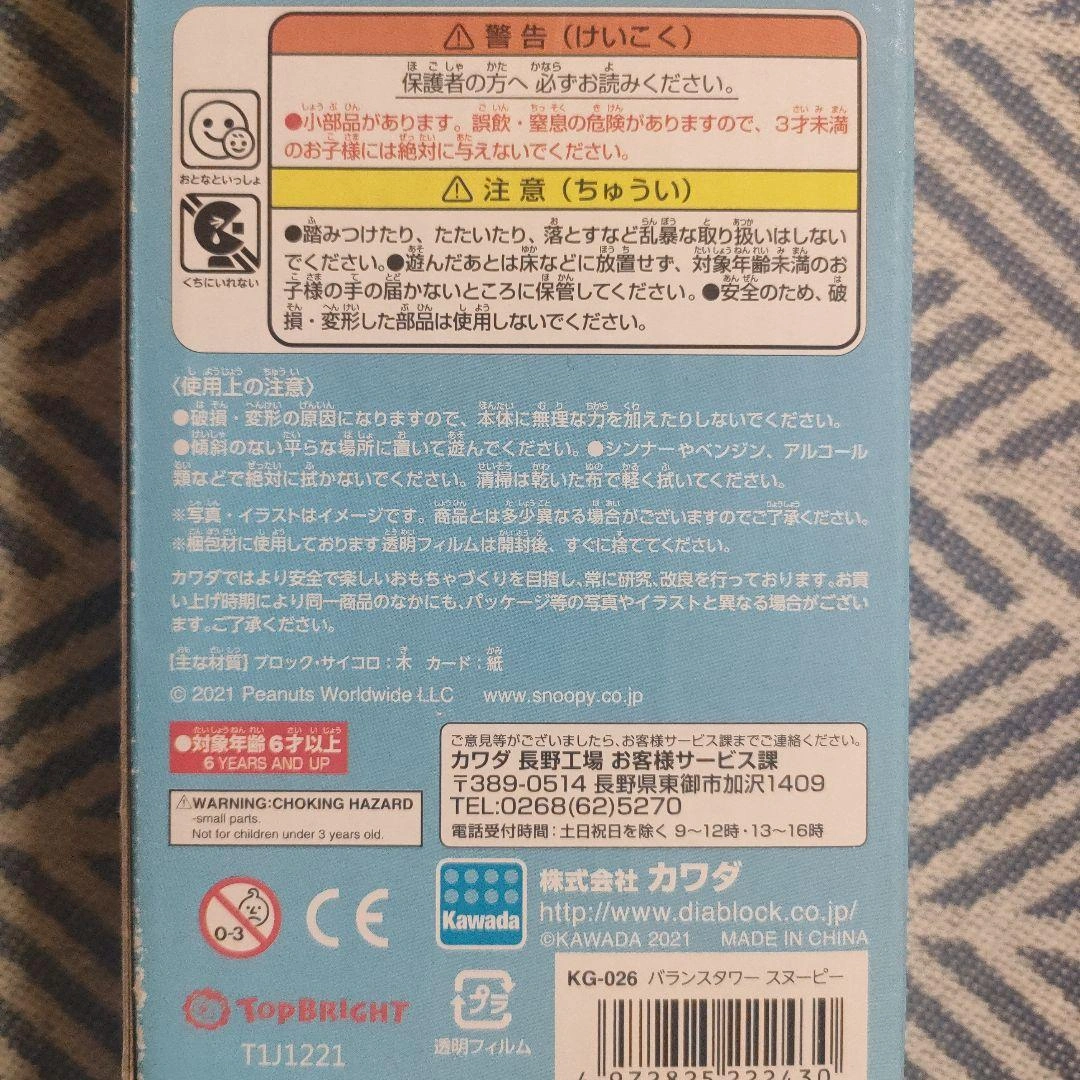 ⚠警告(けいこく)
保護者の方へ 必ずお読みください。
●小部品があります。誤飲・窒息の危険がありますので、3才未満
のお子様には絶対に与えないでください。
おとなといっしょ
⚠注意(ちゅうい)
●踏みつけたり、たたいたり、落とすなど乱暴な取り扱いはしない
でください。●遊んだあとは床などに放置せず、対象年齢未満のお
子様の手の届かないところに保管してください。●安全のため、破
損・変形した部品は使用しないでください。
くちにいれない
〈使用上の注意〉
●破損・変形の原因になりますので、本体に無理な力を加えたりしないでください。
●傾斜のない平らな場所に置いて遊んでください。●シンナーやベンジン、アルコール
類などで絶対に拭かないでください。清掃は乾いた布で軽く拭いてください。
※写真・イラストはイメージです。商品とは多少異なる場合がございますのでご了承ください。
※梱包材に使用しております透明フィルムは開封後、すぐに捨ててください。
カワダではより安全で楽しいおもちゃづくりを目指し、常に研究、改良を行っております。お買
い上げ時期により同一商品のなかにも、パッケージ等の写真やイラストと異なる場合がござい
ます。ご了承ください。
【主な材質】ブロック・サイコロ:木 カード:紙
© 2021 Peanuts Worldwide LLC www.snoopy.co.jp
●対象年齢6才以上
6 YEARS AND UP
⚠WARNING:CHOKING HAZARD
-small parts.
Not for children under 3 years old.
ご意見等がございましたら、お客様サービス課までご連絡ください。
カワダ 長野工場 お客様サービス課
〒389-0514 長野県東御市加沢1409
TEL:0268(62)5270
電話受付時間:土日祝日を除く 9~12時・13~16時
0-3
CE
Kawada
株式会社 カワダ
http://www.diablock.co.jp/
©KAWADA 2021 MADE IN CHINA
TOPBRIGHT
T1J1221
プラ
透明フィルム
KG-026 バランスタワー スヌーピー
4 972825 222430